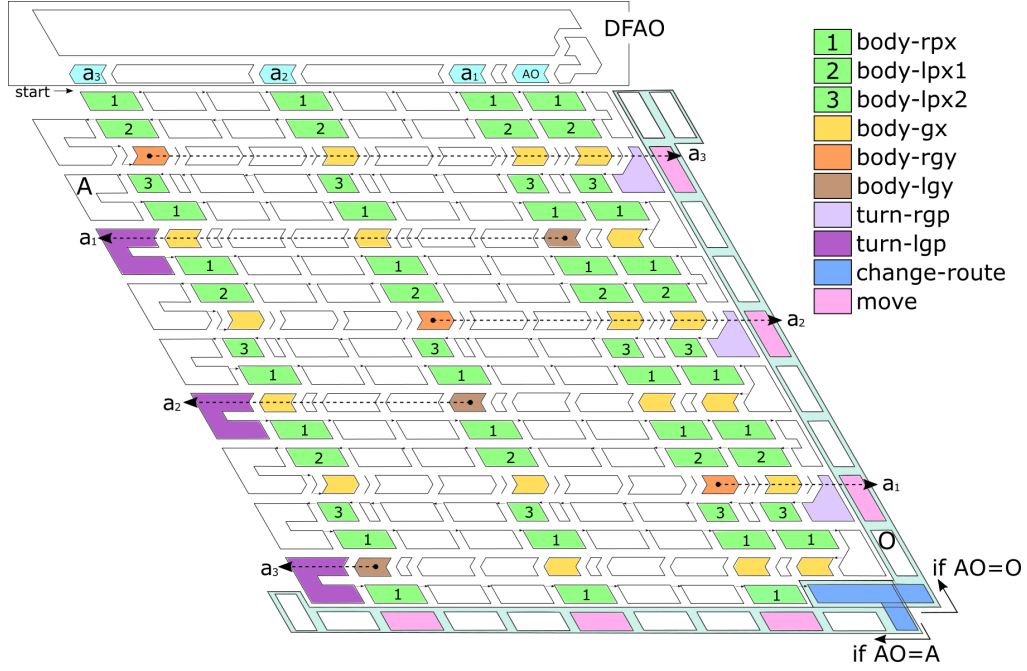 DFAO
a₃ a₂ a₁ AO
start
1 1 1 1
2 2 2 2
a₃
A
3 3 3 3
1 1 1 1
a₁
1 1 1 1
2 2 2 2
a₂
3 3 3 3
1 1 1 1
a₂
1 1 1 1
2 2 2 2
a₁
3 3 3 3
O
1 1 1 1
a₃
if AO=O
1 1 1
if AO=A
1 body-rpx
2 body-lpx1
3 body-lpx2
body-gx
body-rgy
body-lgy
turn-rgp
turn-lgp
change-route
move